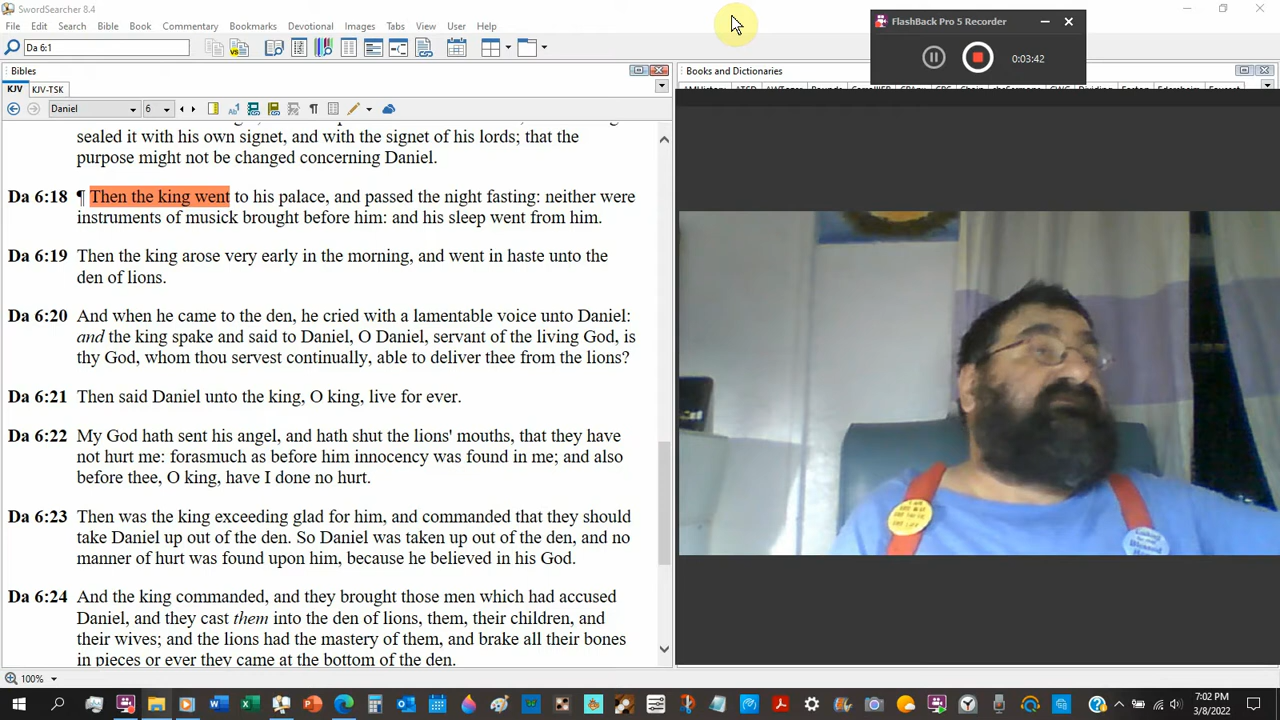 SwordSearcher 8.4
File Edit Search Book Commentary Bookmarks Devotional Images Tabs View User Help
Da 6:1
FlashBack Pro 5 Recorder
0:03:42
Bibles
Books and Dictionaries
KJV KJV-TSK
Daniel 6
sealed it with his own signet, and with the signet of his lords; that the
purpose might not be changed concerning Daniel.
Da 6:18 ¶ Then the king went to his palace, and passed the night fasting: neither were
instruments of musick brought before him: and his sleep went from him.
Da 6:19 Then the king arose very early in the morning, and went in haste unto the
den of lions.
Da 6:20 And when he came to the den, he cried with a lamentable voice unto Daniel:
and the king spake and said to Daniel, O Daniel, servant of the living God, is
thy God, whom thou servest continually, able to deliver thee from the lions?
Da 6:21 Then said Daniel unto the king, O king, live for ever.
Da 6:22 My God hath sent his angel, and hath shut the lions' mouths, that they have
not hurt me: forasmuch as before him innocency was found in me; and also
before thee, O king, have I done no hurt.
Da 6:23 Then was the king exceeding glad for him, and commanded that they should
take Daniel up out of the den. So Daniel was taken up out of the den, and no
manner of hurt was found upon him, because he believed in his God.
Da 6:24 And the king commanded, and they brought those men which had accused
Daniel, and they cast them into the den of lions, them, their children, and
their wives; and the lions had the mastery of them, and brake all their bones
in pieces or ever they came at the bottom of the den.
100%
7:02 PM
3/8/2022